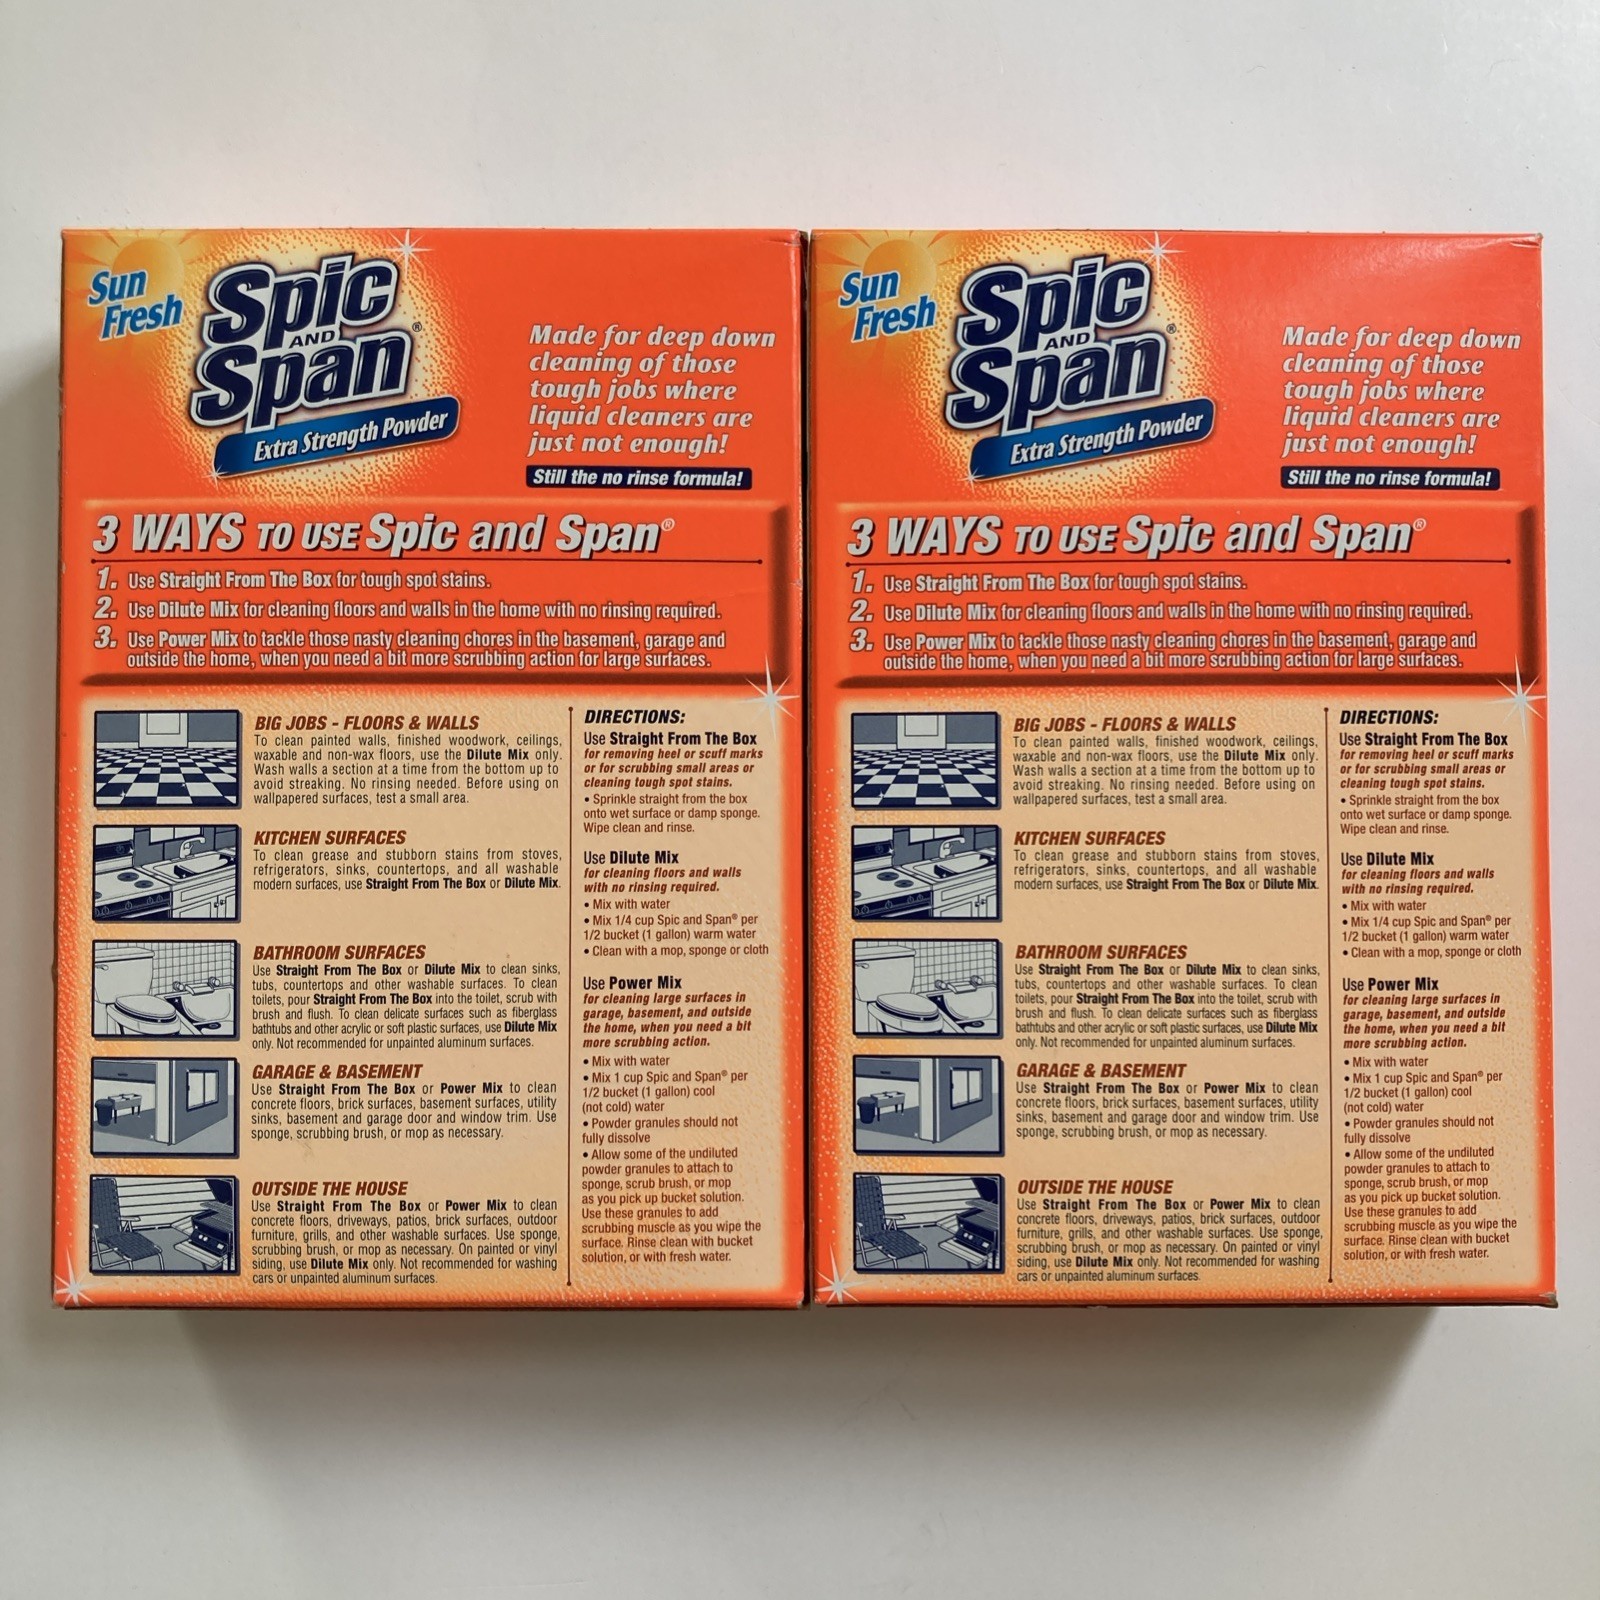 Sun
Fresh
Spic
AND
Span®
Extra Strength Powder
Made for deep down
cleaning of those
tough jobs where
liquid cleaners are
just not enough!
Still the no rinse formula!
3 WAYS TO USE Spic and Span®
1. Use Straight From The Box for tough spot stains.
2. Use Dilute Mix for cleaning floors and walls in the home with no rinsing required.
3. Use Power Mix to tackle those nasty cleaning chores in the basement, garage and
outside the home, when you need a bit more scrubbing action for large surfaces.
BIG JOBS - FLOORS & WALLS
To clean painted walls, finished woodwork, ceilings,
waxable and non-wax floors, use the Dilute Mix only.
Wash walls a section at a time from the bottom up to
avoid streaking. No rinsing needed. Before using on
wallpapered surfaces, test a small area.
KITCHEN SURFACES
To clean grease and stubborn stains from stoves,
refrigerators, sinks, countertops, and all washable
modern surfaces, use Straight From The Box or Dilute Mix.
BATHROOM SURFACES
Use Straight From The Box or Dilute Mix to clean sinks,
tubs, countertops and other washable surfaces. To clean
toilets, pour Straight From The Box into the toilet, scrub with
brush and flush. To clean delicate surfaces such as fiberglass
bathtubs and other acrylic or soft plastic surfaces, use Dilute Mix
only. Not recommended for unpainted aluminum surfaces.
GARAGE & BASEMENT
Use Straight From The Box or Power Mix to clean
concrete floors, brick surfaces, basement surfaces, utility
sinks, basement and garage door and window trim. Use
sponge, scrubbing brush, or mop as necessary.
OUTSIDE THE HOUSE
Use Straight From The Box or Power Mix to clean
concrete floors, driveways, patios, brick surfaces, outdoor
furniture, grills, and other washable surfaces. Use sponge,
scrubbing brush, or mop as necessary. On painted or vinyl
siding, use Dilute Mix only. Not recommended for washing
cars or unpainted aluminum surfaces.
DIRECTIONS:
Use Straight From The Box
for removing heel or scuff marks
or for scrubbing small areas or
cleaning tough spot stains.
• Sprinkle straight from the box
onto wet surface or damp sponge.
Wipe clean and rinse.
Use Dilute Mix
for cleaning floors and walls
with no rinsing required.
• Mix with water
• Mix 1/4 cup Spic and Span® per
1/2 bucket (1 gallon) warm water
• Clean with a mop, sponge or cloth
Use Power Mix
for cleaning large surfaces in
garage, basement, and outside
the home, when you need a bit
more scrubbing action.
• Mix with water
• Mix 1 cup Spic and Span® per
1/2 bucket (1 gallon) cool
(not cold) water
• Powder granules should not
fully dissolve
• Allow some of the undiluted
powder granules to attach to
sponge, scrub brush, or mop
as you pick up bucket solution.
Use these granules to add
scrubbing muscle as you wipe the
surface. Rinse clean with bucket
solution, or with fresh water.
Sun
Fresh
Spic
AND
Span®
Extra Strength Powder
Made for deep down
cleaning of those
tough jobs where
liquid cleaners are
just not enough!
Still the no rinse formula!
3 WAYS TO USE Spic and Span®
1. Use Straight From The Box for tough spot stains.
2. Use Dilute Mix for cleaning floors and walls in the home with no rinsing required.
3. Use Power Mix to tackle those nasty cleaning chores in the basement, garage and
outside the home, when you need a bit more scrubbing action for large surfaces.
BIG JOBS - FLOORS & WALLS
To clean painted walls, finished woodwork, ceilings,
waxable and non-wax floors, use the Dilute Mix only.
Wash walls a section at a time from the bottom up to
avoid streaking. No rinsing needed. Before using on
wallpapered surfaces, test a small area.
KITCHEN SURFACES
To clean grease and stubborn stains from stoves,
refrigerators, sinks, countertops, and all washable
modern surfaces, use Straight From The Box or Dilute Mix.
BATHROOM SURFACES
Use Straight From The Box or Dilute Mix to clean sinks,
tubs, countertops and other washable surfaces. To clean
toilets, pour Straight From The Box into the toilet, scrub with
brush and flush. To clean delicate surfaces such as fiberglass
bathtubs and other acrylic or soft plastic surfaces, use Dilute Mix
only. Not recommended for unpainted aluminum surfaces.
GARAGE & BASEMENT
Use Straight From The Box or Power Mix to clean
concrete floors, brick surfaces, basement surfaces, utility
sinks, basement and garage door and window trim. Use
sponge, scrubbing brush, or mop as necessary.
OUTSIDE THE HOUSE
Use Straight From The Box or Power Mix to clean
concrete floors, driveways, patios, brick surfaces, outdoor
furniture, grills, and other washable surfaces. Use sponge,
scrubbing brush, or mop as necessary. On painted or vinyl
siding, use Dilute Mix only. Not recommended for washing
cars or unpainted aluminum surfaces.
DIRECTIONS:
Use Straight From The Box
for removing heel or scuff marks
or for scrubbing small areas or
cleaning tough spot stains.
• Sprinkle straight from the box
onto wet surface or damp sponge.
Wipe clean and rinse.
Use Dilute Mix
for cleaning floors and walls
with no rinsing required.
• Mix with water
• Mix 1/4 cup Spic and Span® per
1/2 bucket (1 gallon) warm water
• Clean with a mop, sponge or cloth
Use Power Mix
for cleaning large surfaces in
garage, basement, and outside
the home, when you need a bit
more scrubbing action.
• Mix with water
• Mix 1 cup Spic and Span® per
1/2 bucket (1 gallon) cool
(not cold) water
• Powder granules should not
fully dissolve
• Allow some of the undiluted
powder granules to attach to
sponge, scrub brush, or mop
as you pick up bucket solution.
Use these granules to add
scrubbing muscle as you wipe the
surface. Rinse clean with bucket
solution, or with fresh water.